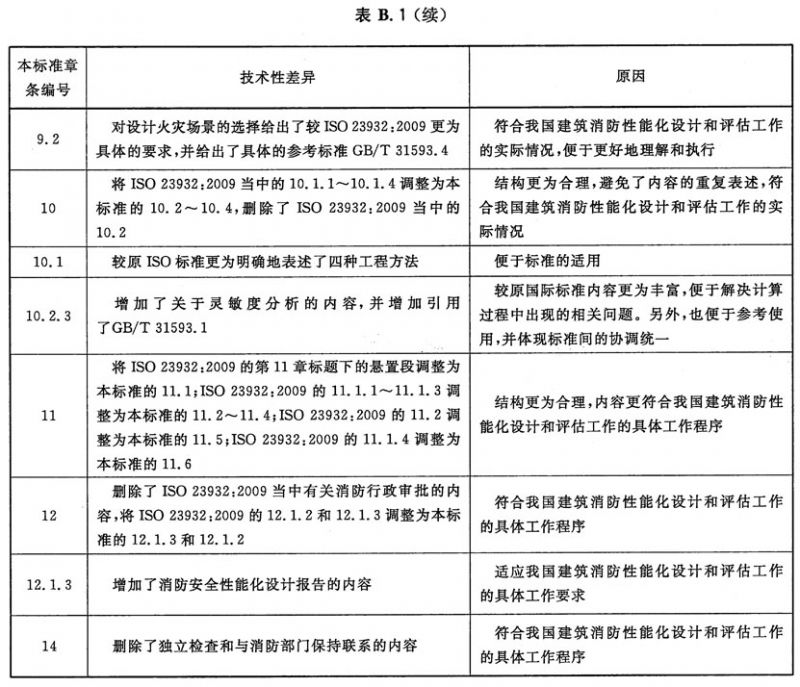 表 B.1（续）
本标准章
条编号
技术性差异
原因
9.2
对设计火灾场景的选择给出了较 ISO 23932:2009 更为
具体的要求,并给出了具体的参考标准 GB/T 31593.4
符合我国建筑消防性能化设计和评估工作
的实际情况,便于更好地理解和执行
10
将 ISO 23932:2009 当中的 10.1.1～10.1.4 调整为本
标准的 10.2～10.4,删除了 ISO 23932:2009 当中的
10.2
结构更为合理,避免了内容的重复表述,符
合我国建筑消防性能化设计和评估工作的实
际情况
10.1
较原 ISO 标准更为明确地表述了四种工程方法
便于标准的适用
10.2.3
增加了关于灵敏度分析的内容,并增加引用
了GB/T 31593.1
较原国际标准内容更为丰富,便于解决计算
过程中出现的相关问题。另外,也便于参考使
用,并体现标准间的协调统一
11
将 ISO 23932:2009 的第 11 章标题下的悬置段调整为
本标准的 11.1;ISO 23932:2009 的 11.1.1～11.1.3 调
整为本标准的 11.2～11.4;ISO 23932:2009 的 11.2 调
整为本标准的 11.5;ISO 23932:2009 的 11.1.4 调整为
本标准的 11.6
结构更为合理,内容更符合我国建筑消防性
能化设计和评估工作的具体工作程序
12
删除了 ISO 23932:2009 当中有关消防行政审批的内
容,将 ISO 23932:2009 的 12.1.2 和 12.1.3 调整为本标
准的 12.1.3 和 12.1.2
符合我国建筑消防性能化设计和评估工作
的具体工作程序
12.1.3
增加了消防安全性能化设计报告的内容
适应我国建筑消防性能化设计和评估工作
的具体工作要求
14
删除了独立检查和与消防部门保持联系的内容
符合我国建筑消防性能化设计和评估工作
的具体工作程序